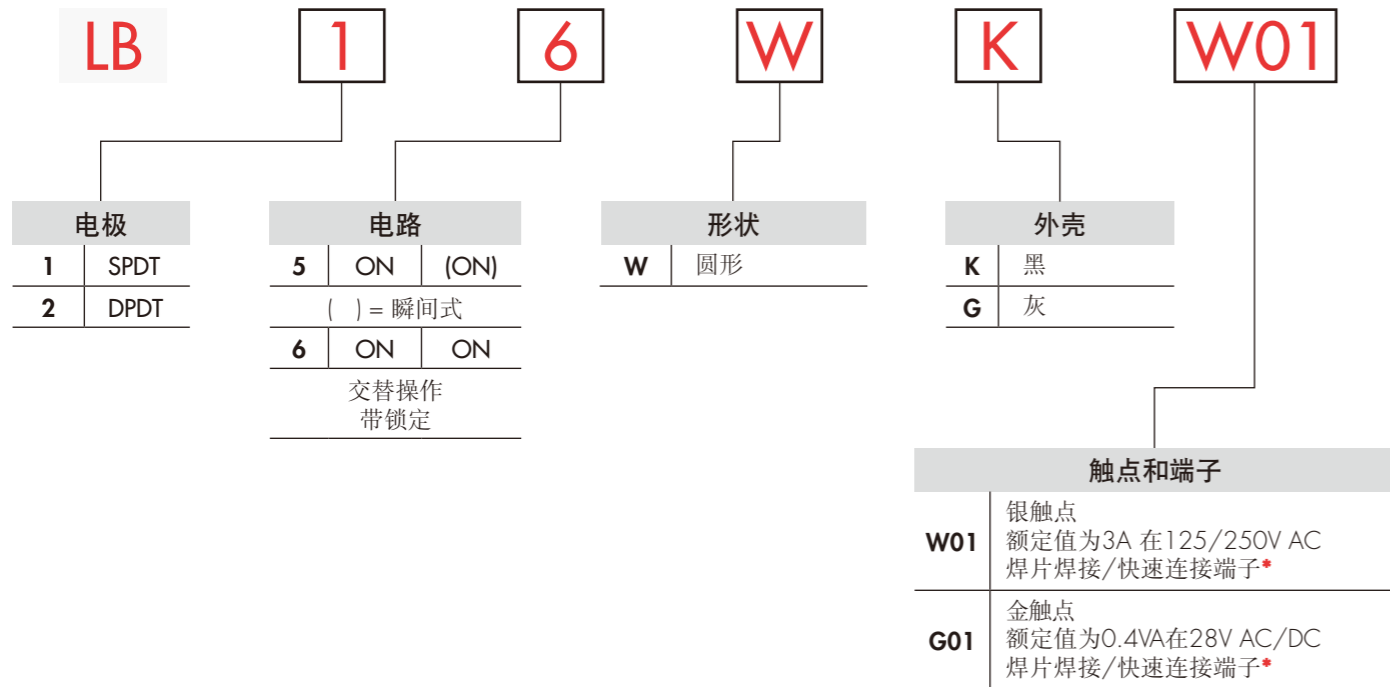 LB 1 6 W K W01
电极
1 SPDT
2 DPDT
电路
5 ON (ON)
( ) = 瞬间式
6 ON ON
交替操作
带锁定
形状
W 圆形
外壳
K 黑
G 灰
触点和端子
W01 银触点
额定值为3A 在125/250V AC
焊片焊接/快速连接端子*
G01 金触点
额定值为0.4VA在28V AC/DC
焊片焊接/快速连接端子*